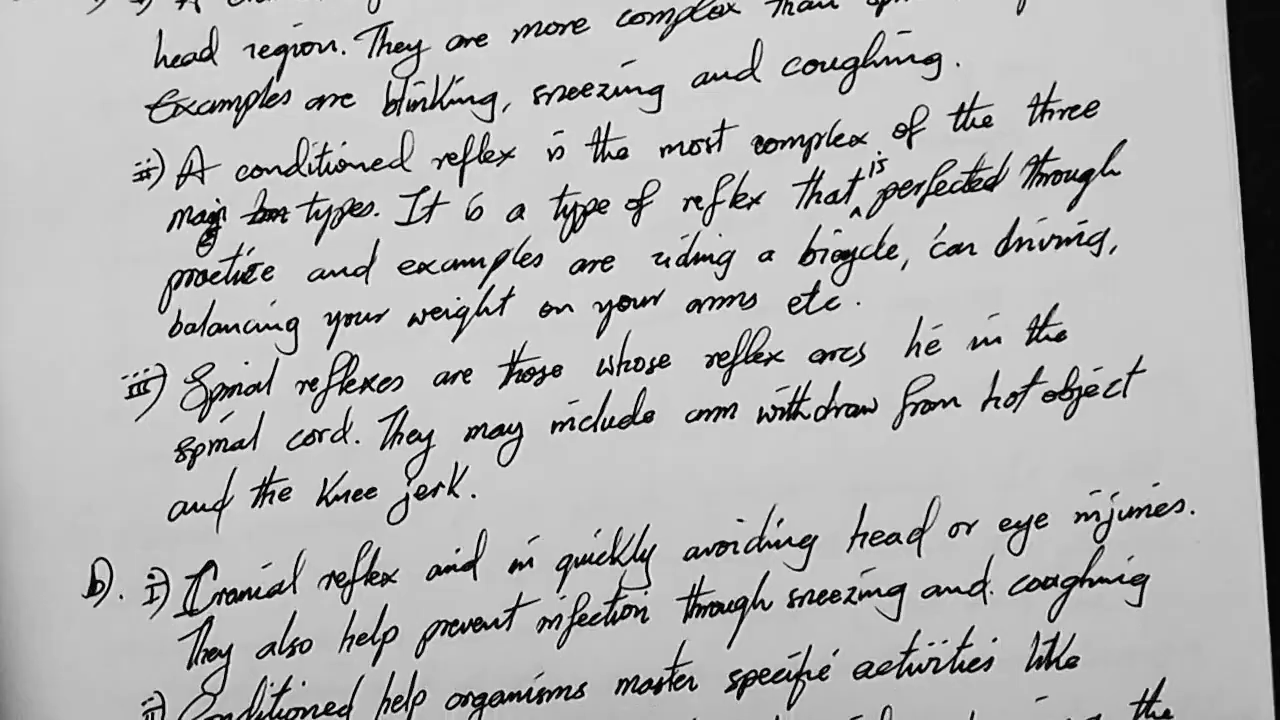 head region. They are more complex than
Examples are blinking, sneezing and coughing.
ii) A conditioned reflex is the most complex of the three
main types. It is a type of reflex that is perfected through
practice and examples are riding a bicycle, car driving,
balancing your weight on your arms etc.
iii) Spinal reflexes are those whose reflex arcs lie in the
spinal cord. They may include arm withdraw from hot object
and the knee jerk.
b). i) Cranial reflex aid in quickly avoiding head or eye injuries.
They also help prevent infection through sneezing and. coughing
ii) Conditioned help organisms master specific activities like
the